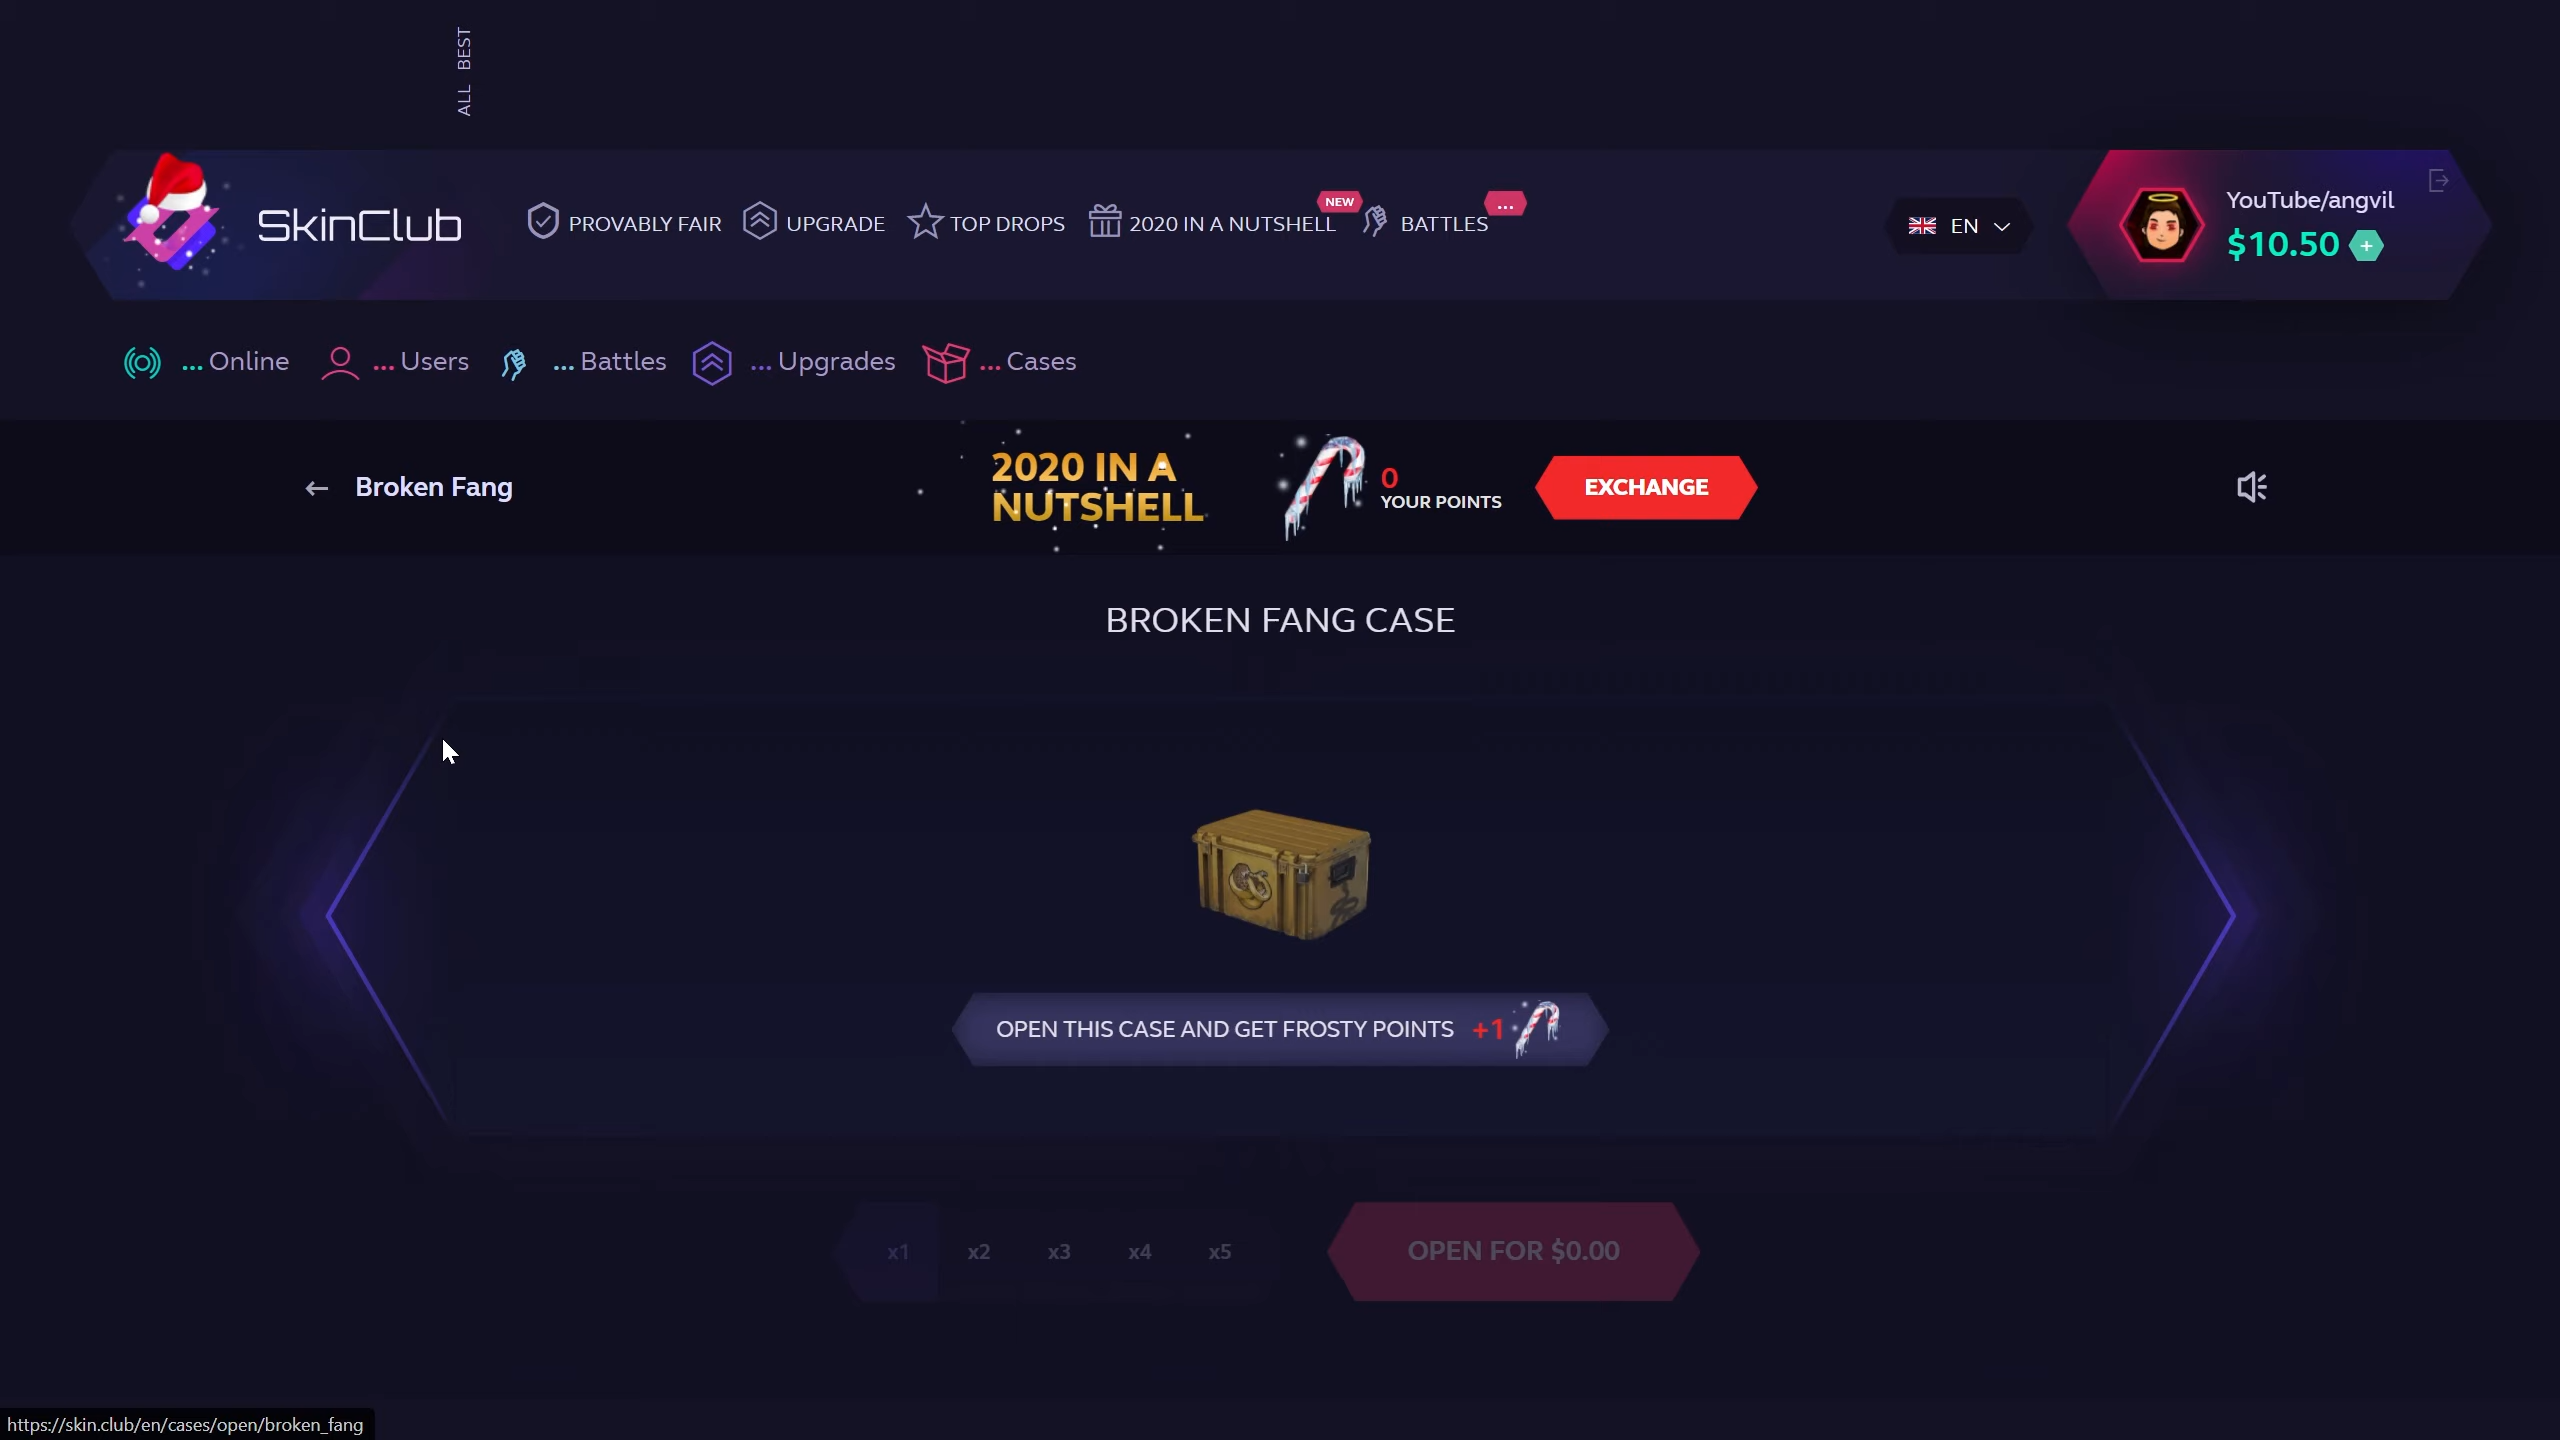 ALL BEST
SkinClub
PROVABLY FAIR
UPGRADE
TOP DROPS
2020 IN A NUTSHELL
NEW
BATTLES
...
EN
YouTube/angvil
$10.50 +
... Online
... Users
... Battles
... Upgrades
... Cases
← Broken Fang
2020 IN A
NUTSHELL
0
YOUR POINTS
EXCHANGE
BROKEN FANG CASE
OPEN THIS CASE AND GET FROSTY POINTS +1
x1 x2 x3 x4 x5
OPEN FOR $0.00
https://skin.club/en/cases/open/broken_fang